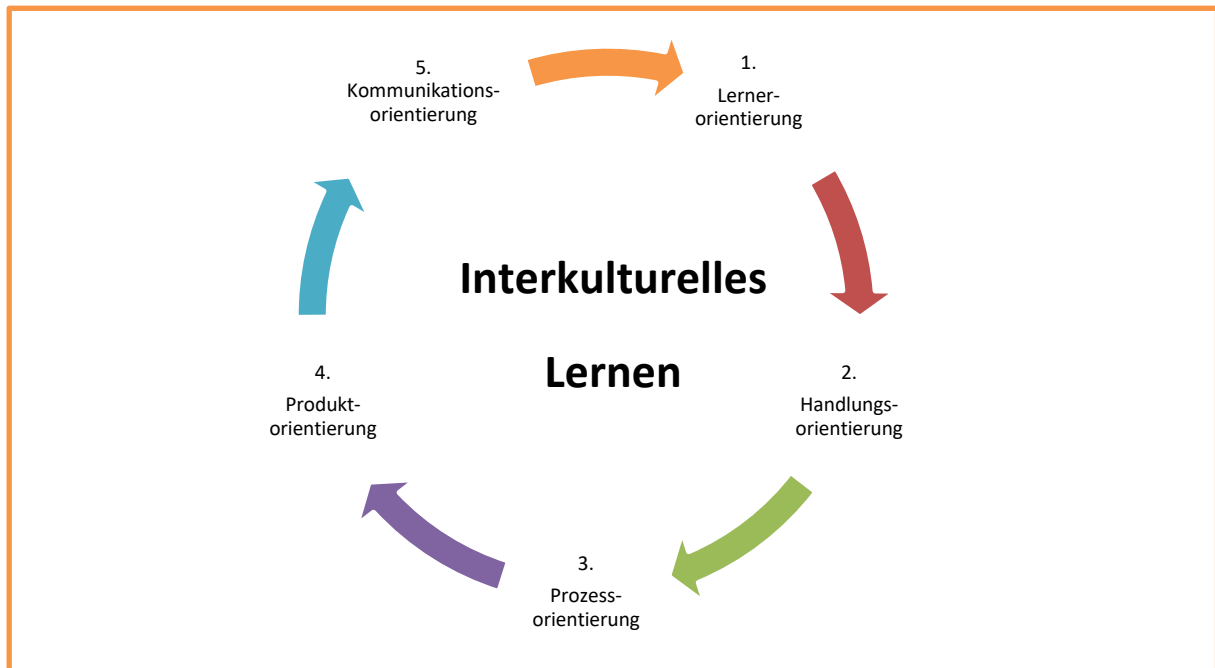 Interkulturelles
Lernen
1.
Lerner-
orientierung
2.
Handlungs-
orientierung
3.
Prozess-
orientierung
4.
Produkt-
orientierung
5.
Kommunikations-
orientierung